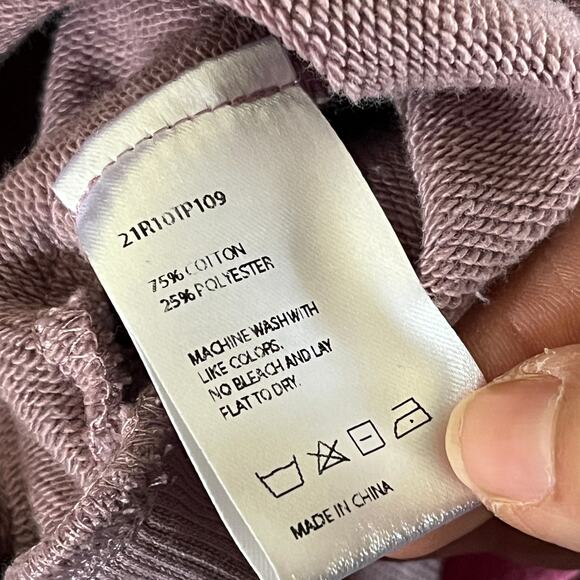 21R10TP109
75% COTTON
25% POLYESTER
MACHINE WASH WITH
LIKE COLORS.
NO BLEACH AND LAY
FLAT TO DRY.
MADE IN CHINA